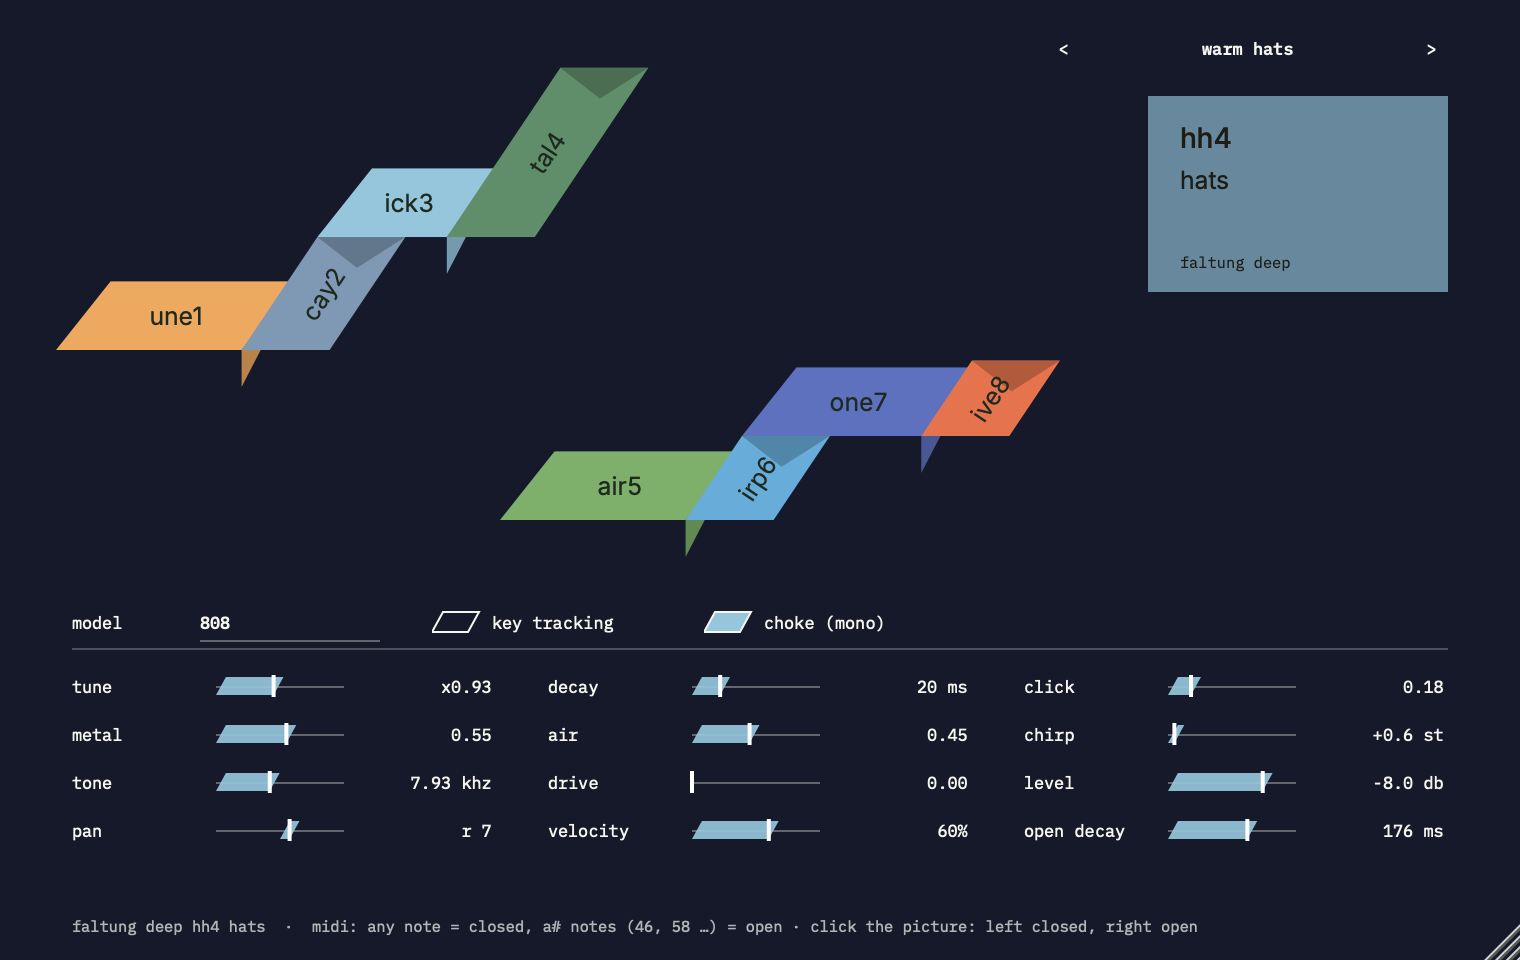 < warm hats >
hh4
hats
faltung deep
tal4
ick3
cay2
une1
ive8
one7
irp6
air5
model 808 key tracking choke (mono)
tune x0.93 decay 20 ms click 0.18
metal 0.55 air 0.45 chirp +0.6 st
tone 7.93 khz drive 0.00 level -8.0 db
pan r 7 velocity 60% open decay 176 ms
faltung deep hh4 hats · midi: any note = closed, a# notes (46, 58 …) = open · click the picture: left closed, right open